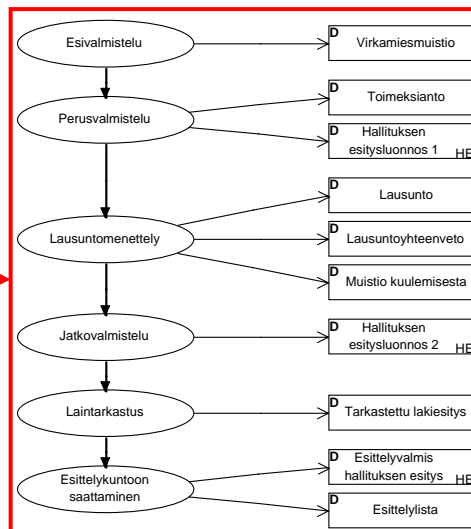 Esivalmistelu
D
Virkamiesmuistio
Perusvalmistelu
D
Toimeksianto
D
Hallituksen
esitysluonnos 1
HE
Lausuntomenettely
D
Lausunto
D
Lausuntoyhteenveto
D
Muistio kuulemisesta
Jatkovalmistelu
D
Hallituksen
esitysluonnos 2
HE
Laintarkastus
D
Tarkastettu lakiesitys
Esittelykuntoon
saattaminen
D
Esittelyvalmis
hallituksen esitys
HE
D
Esittelylista